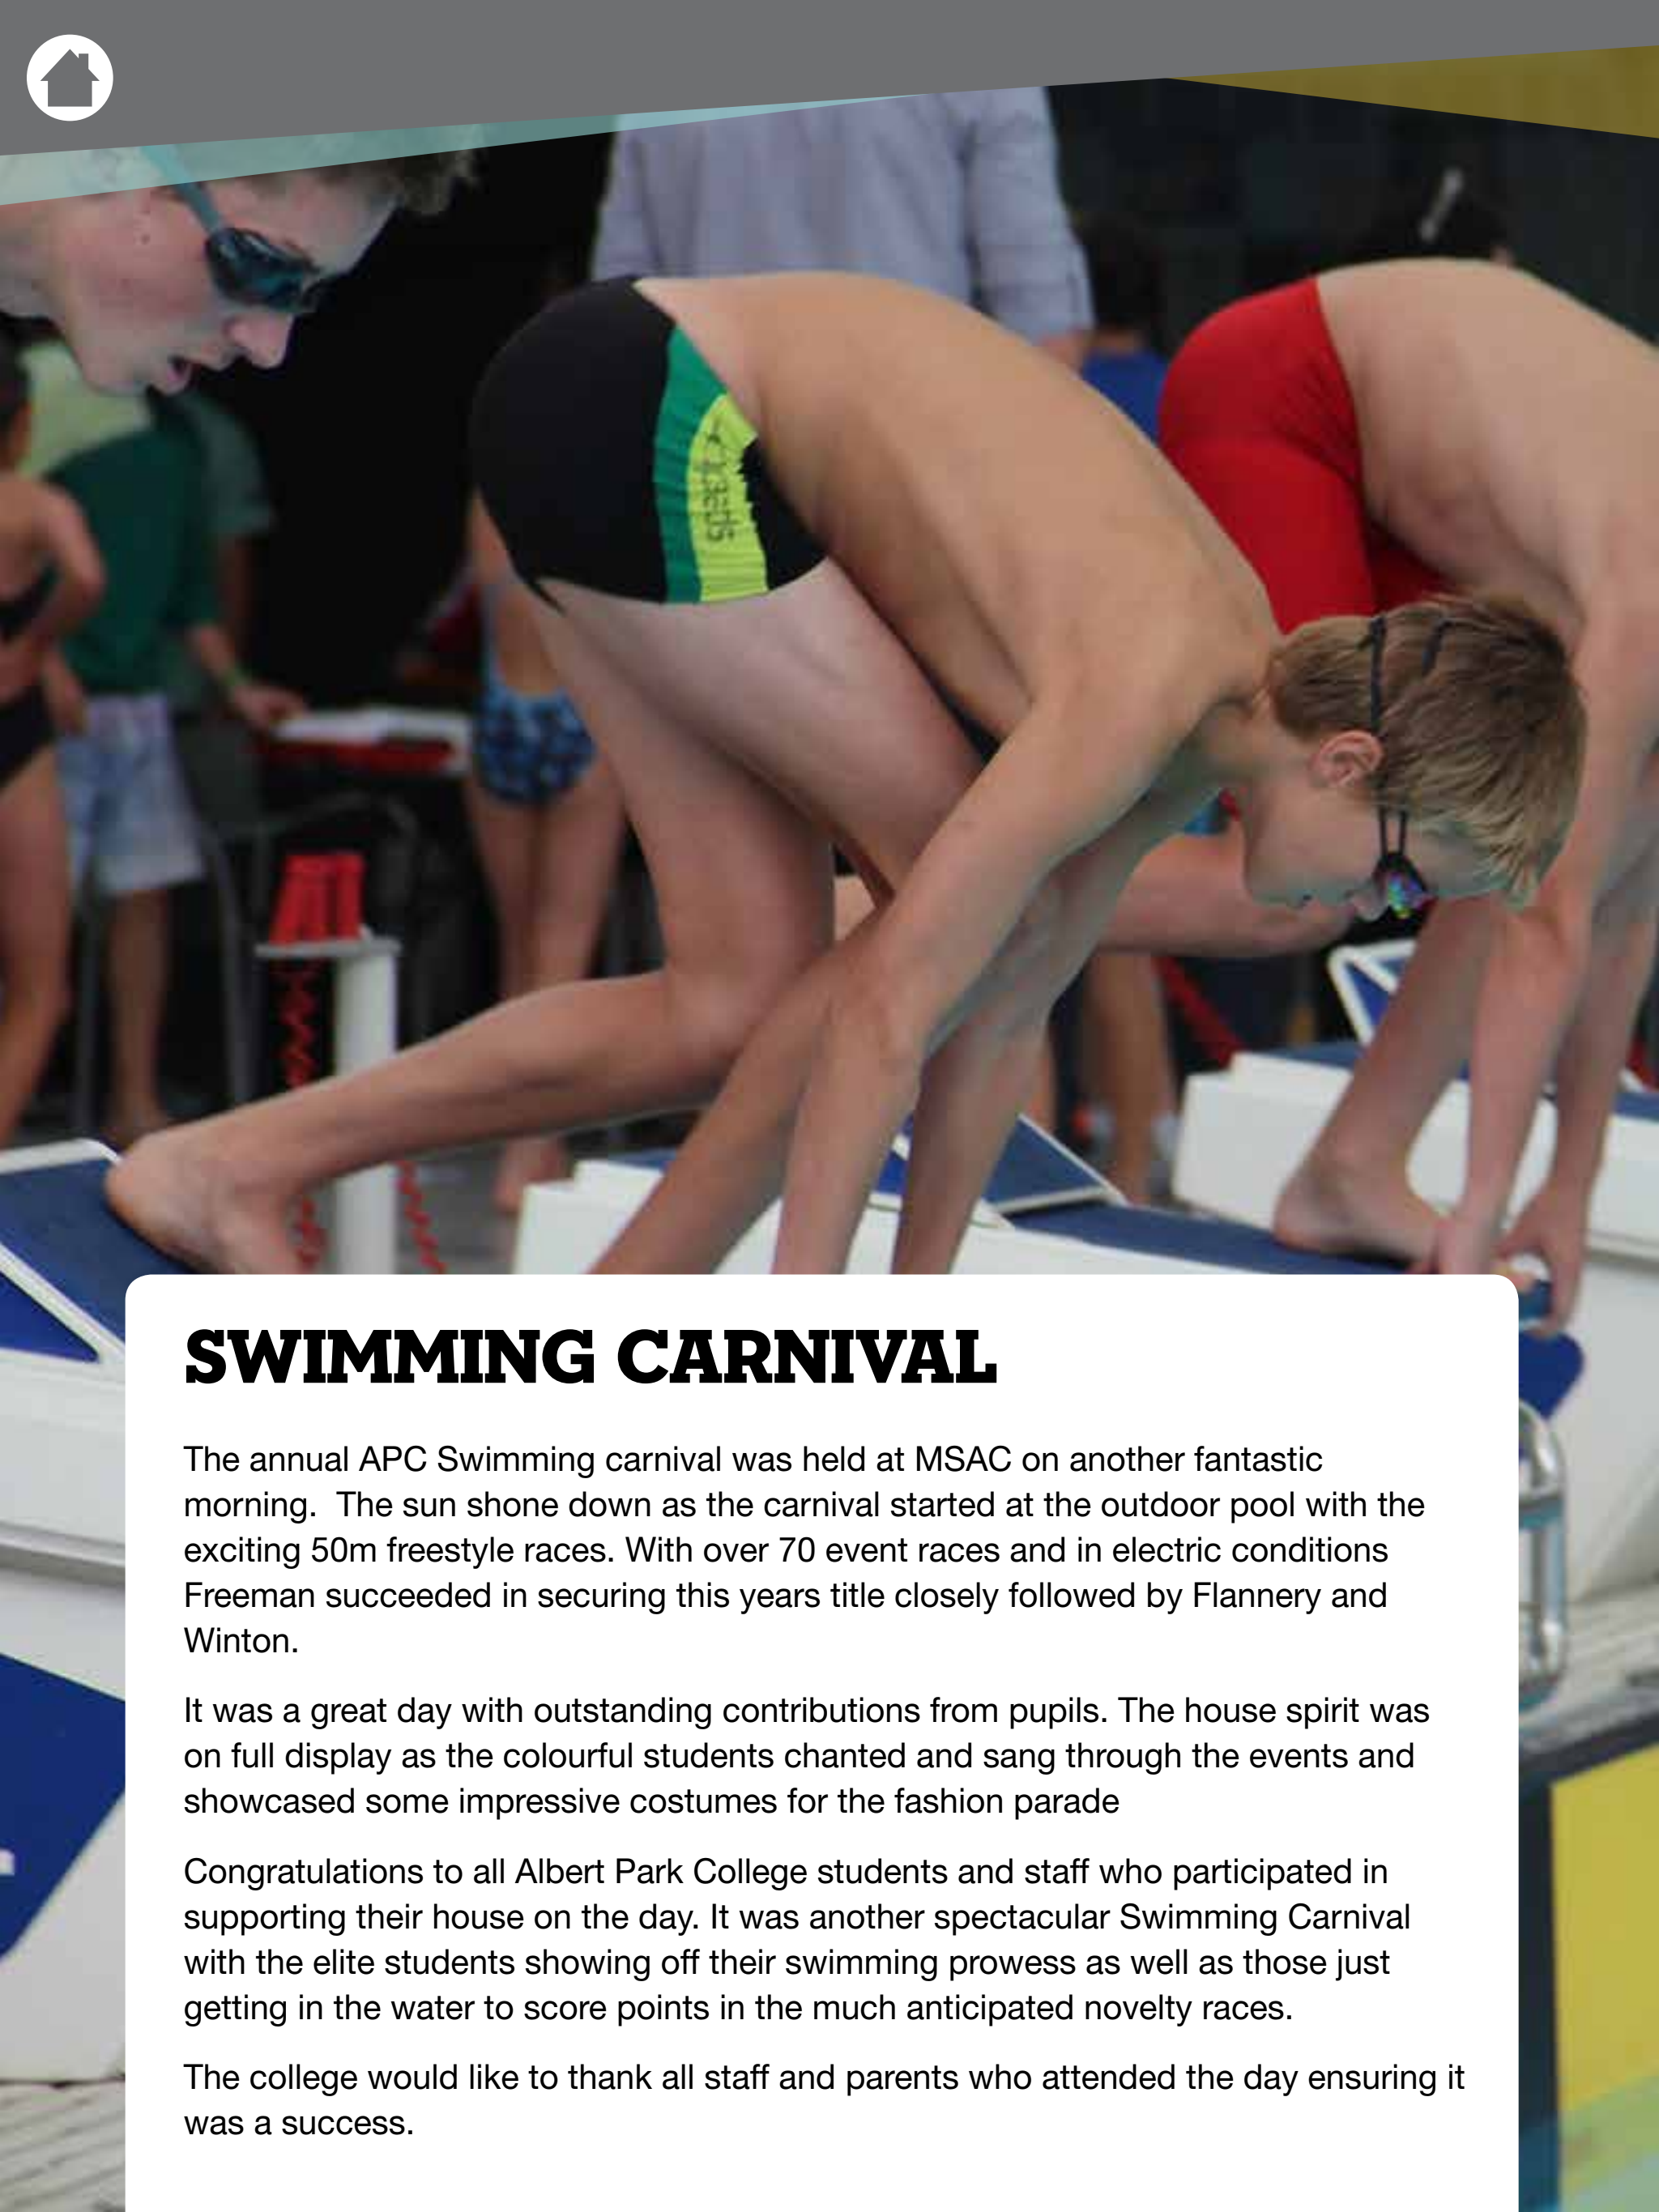 speedo
SWIMMING CARNIVAL
The annual APC Swimming carnival was held at MSAC on another fantastic
morning.  The sun shone down as the carnival started at the outdoor pool with the
exciting 50m freestyle races. With over 70 event races and in electric conditions
Freeman succeeded in securing this years title closely followed by Flannery and
Winton.
It was a great day with outstanding contributions from pupils. The house spirit was
on full display as the colourful students chanted and sang through the events and
showcased some impressive costumes for the fashion parade
Congratulations to all Albert Park College students and staff who participated in
supporting their house on the day. It was another spectacular Swimming Carnival
with the elite students showing off their swimming prowess as well as those just
getting in the water to score points in the much anticipated novelty races.
The college would like to thank all staff and parents who attended the day ensuring it
was a success.